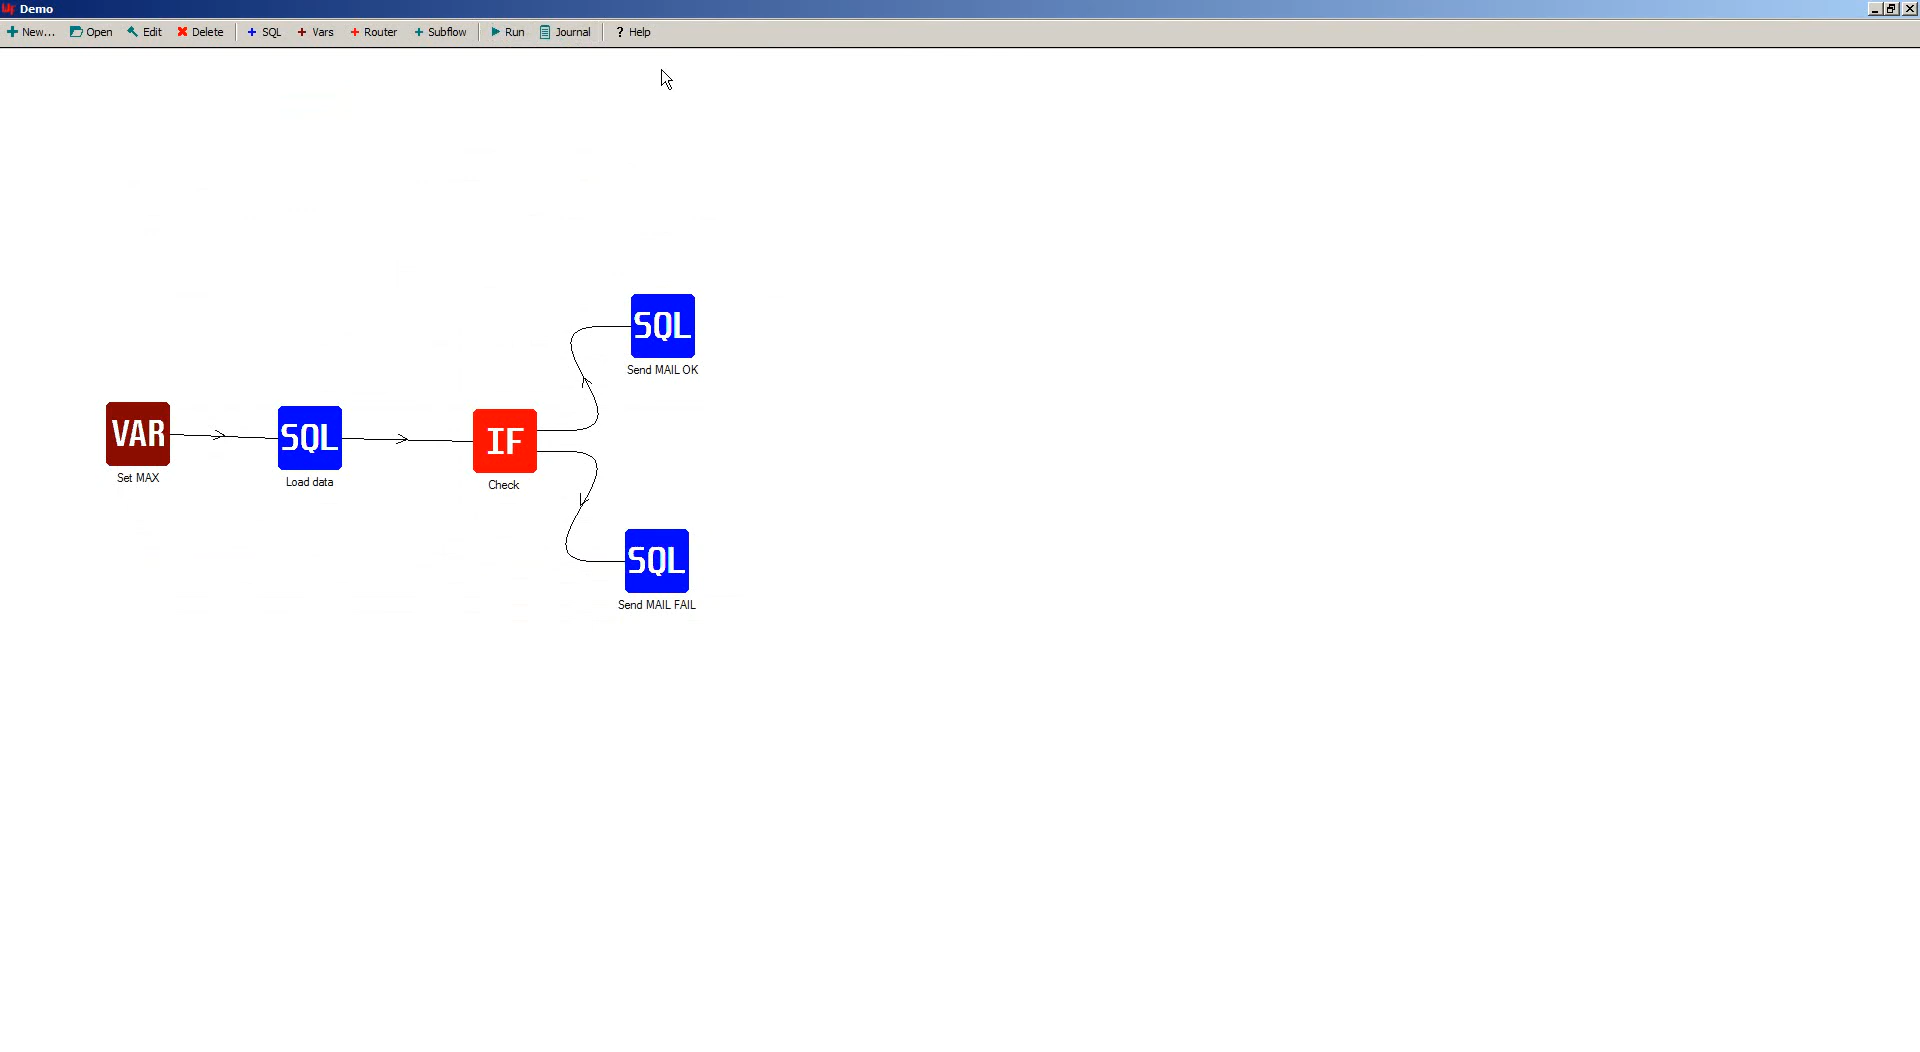 Demo
New... Open Edit Delete SQL Vars Router Subflow Run Journal ? Help
SQL
Send MAIL OK
VAR
Set MAX
SQL
Load data
IF
Check
SQL
Send MAIL FAIL